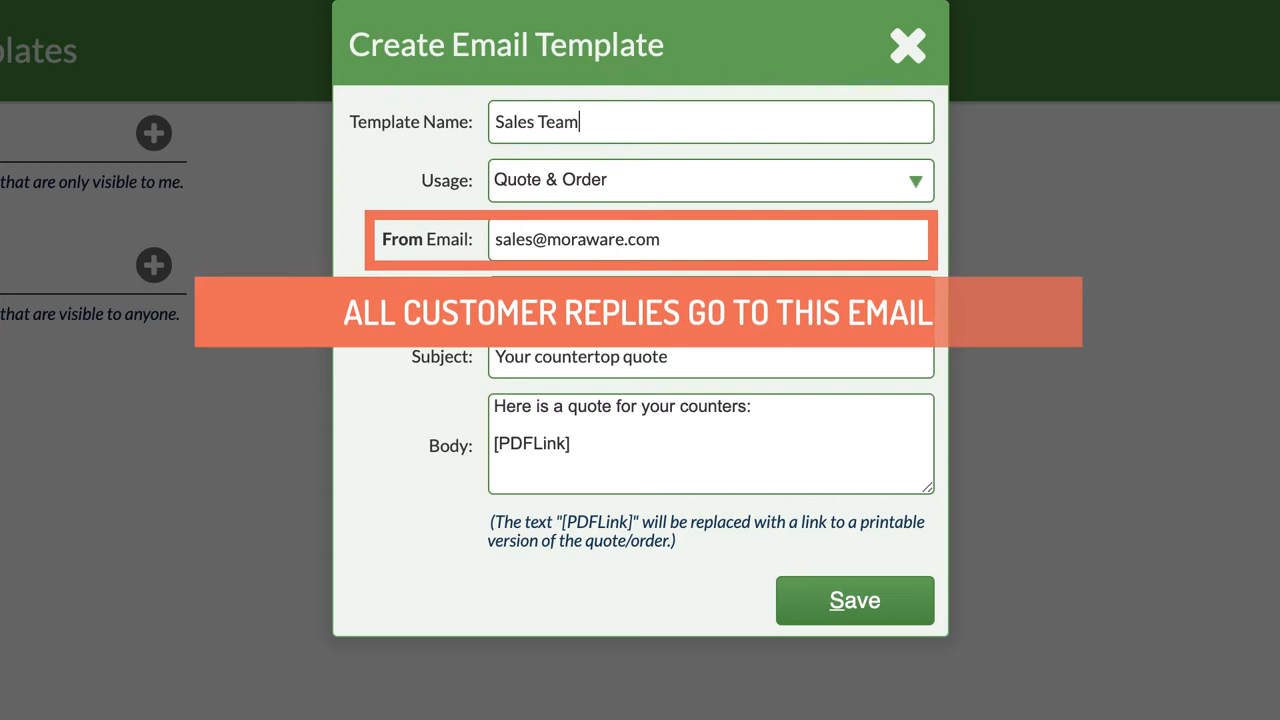 plates
Create Email Template
Template Name: Sales Team
that are only visible to me.
Usage: Quote & Order
From Email: sales@moraware.com
that are visible to anyone.
ALL CUSTOMER REPLIES GO TO THIS EMAIL
Subject: Your countertop quote
Here is a quote for your counters:
Body: [PDFLink]
(The text "[PDFLink]" will be replaced with a link to a printable
version of the quote/order.)
Save